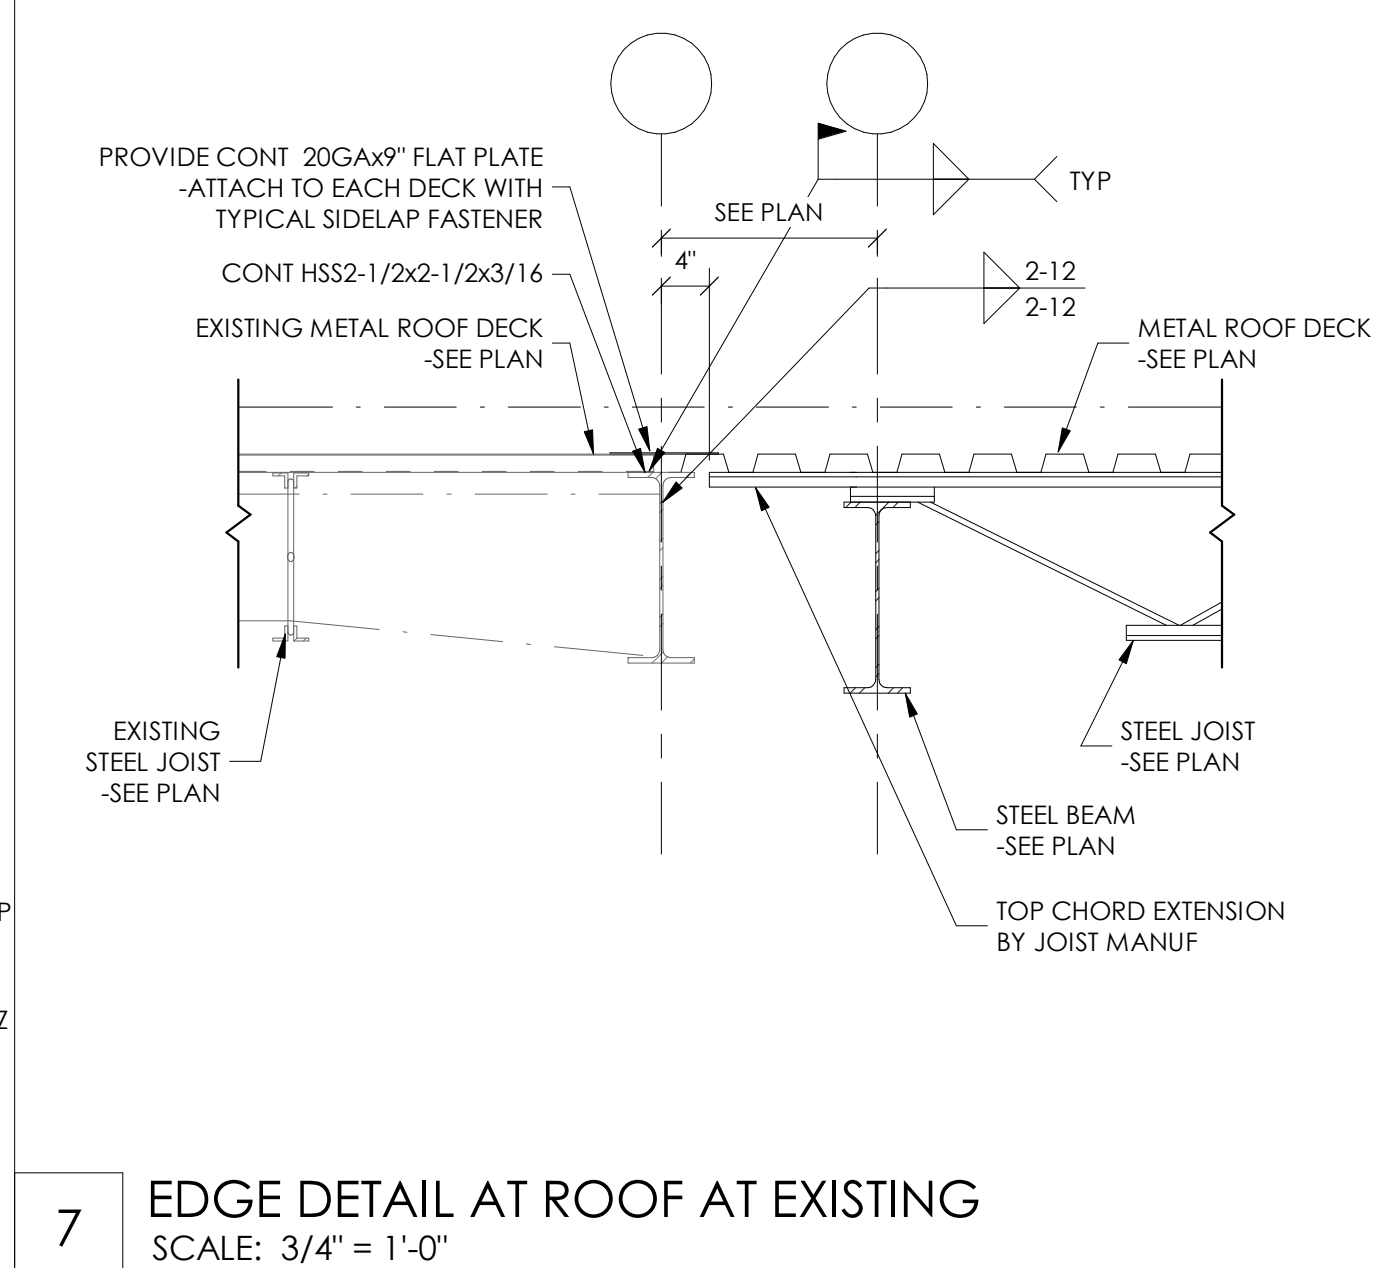 PROVIDE CONT 20GAx9" FLAT PLATE
-ATTACH TO EACH DECK WITH
TYPICAL SIDELAP FASTENER
CONT HSS2-1/2x2-1/2x3/16
EXISTING METAL ROOF DECK
-SEE PLAN
SEE PLAN
4"
TYP
2-12
2-12
METAL ROOF DECK
-SEE PLAN
EXISTING
STEEL JOIST
-SEE PLAN
STEEL JOIST
-SEE PLAN
STEEL BEAM
-SEE PLAN
TOP CHORD EXTENSION
BY JOIST MANUF
P
Z
7
EDGE DETAIL AT ROOF AT EXISTING
SCALE: 3/4" = 1'-0"